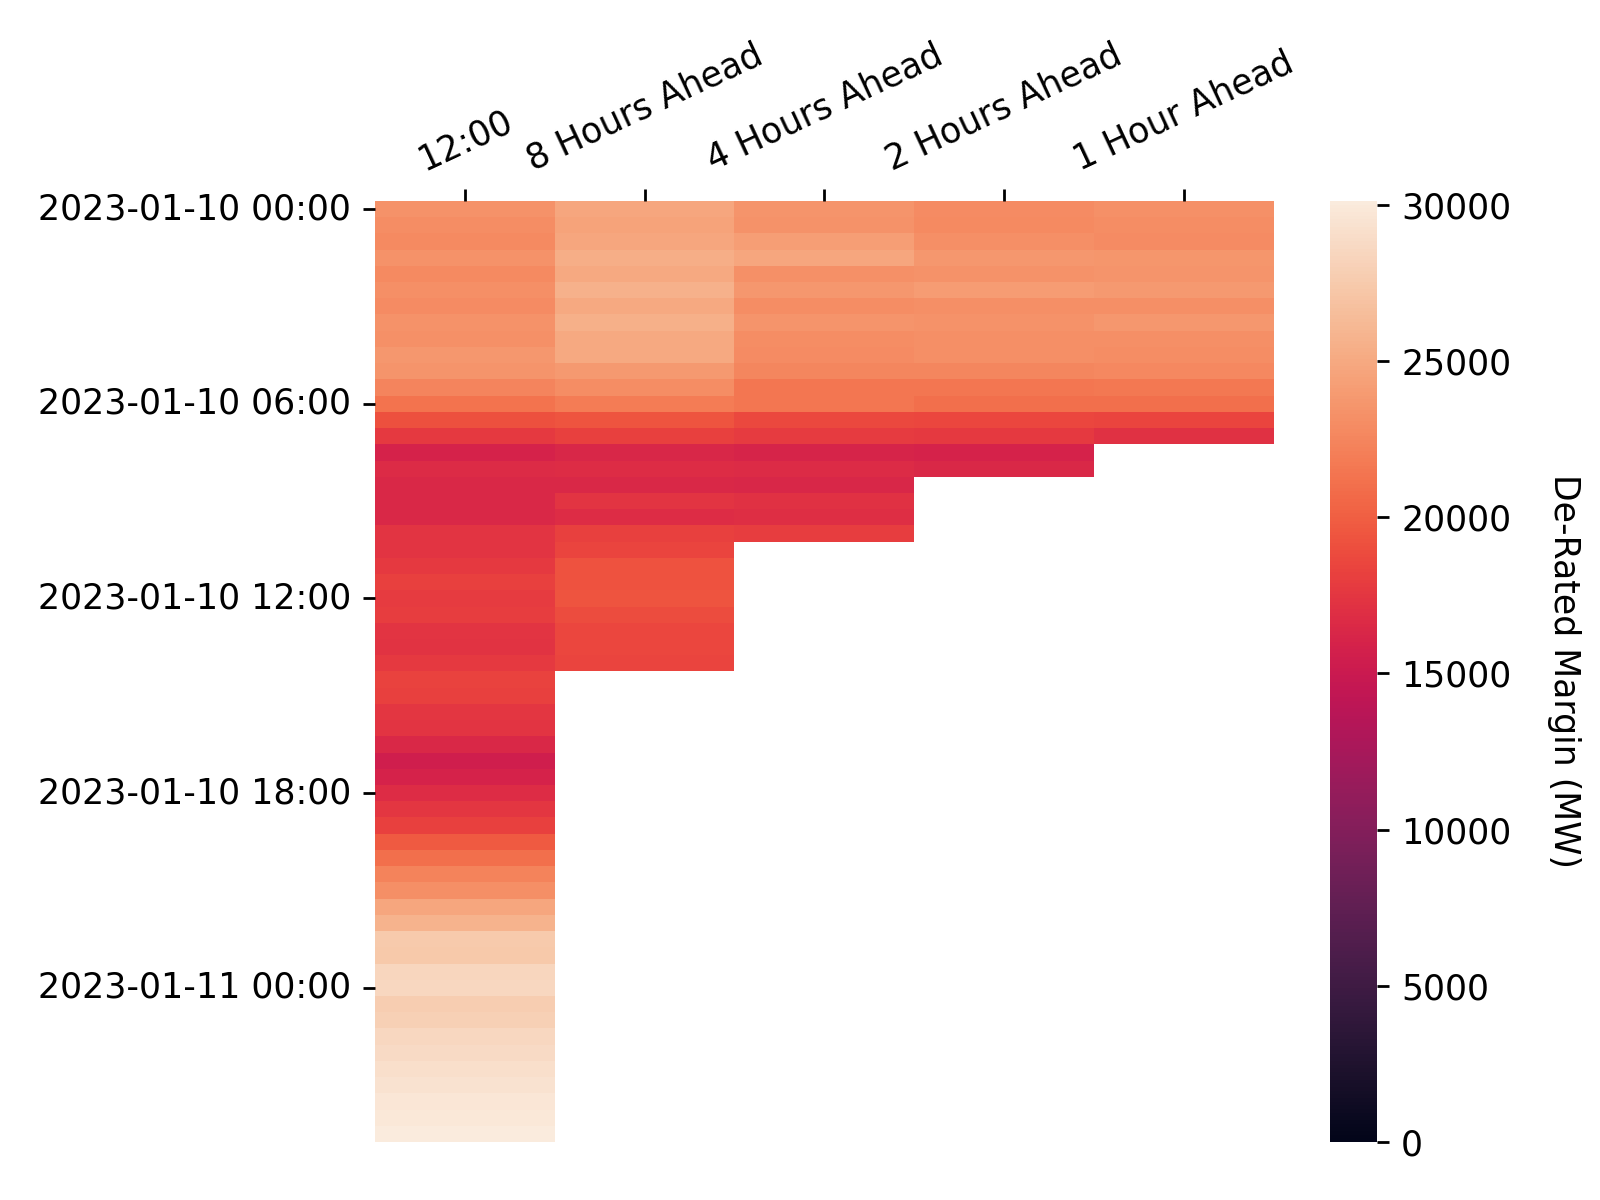 12:00
8 Hours Ahead
4 Hours Ahead
2 Hours Ahead
1 Hour Ahead
2023-01-10 00:00
2023-01-10 06:00
2023-01-10 12:00
2023-01-10 18:00
2023-01-11 00:00
30000
25000
20000
15000
10000
5000
0
De-Rated Margin (MW)